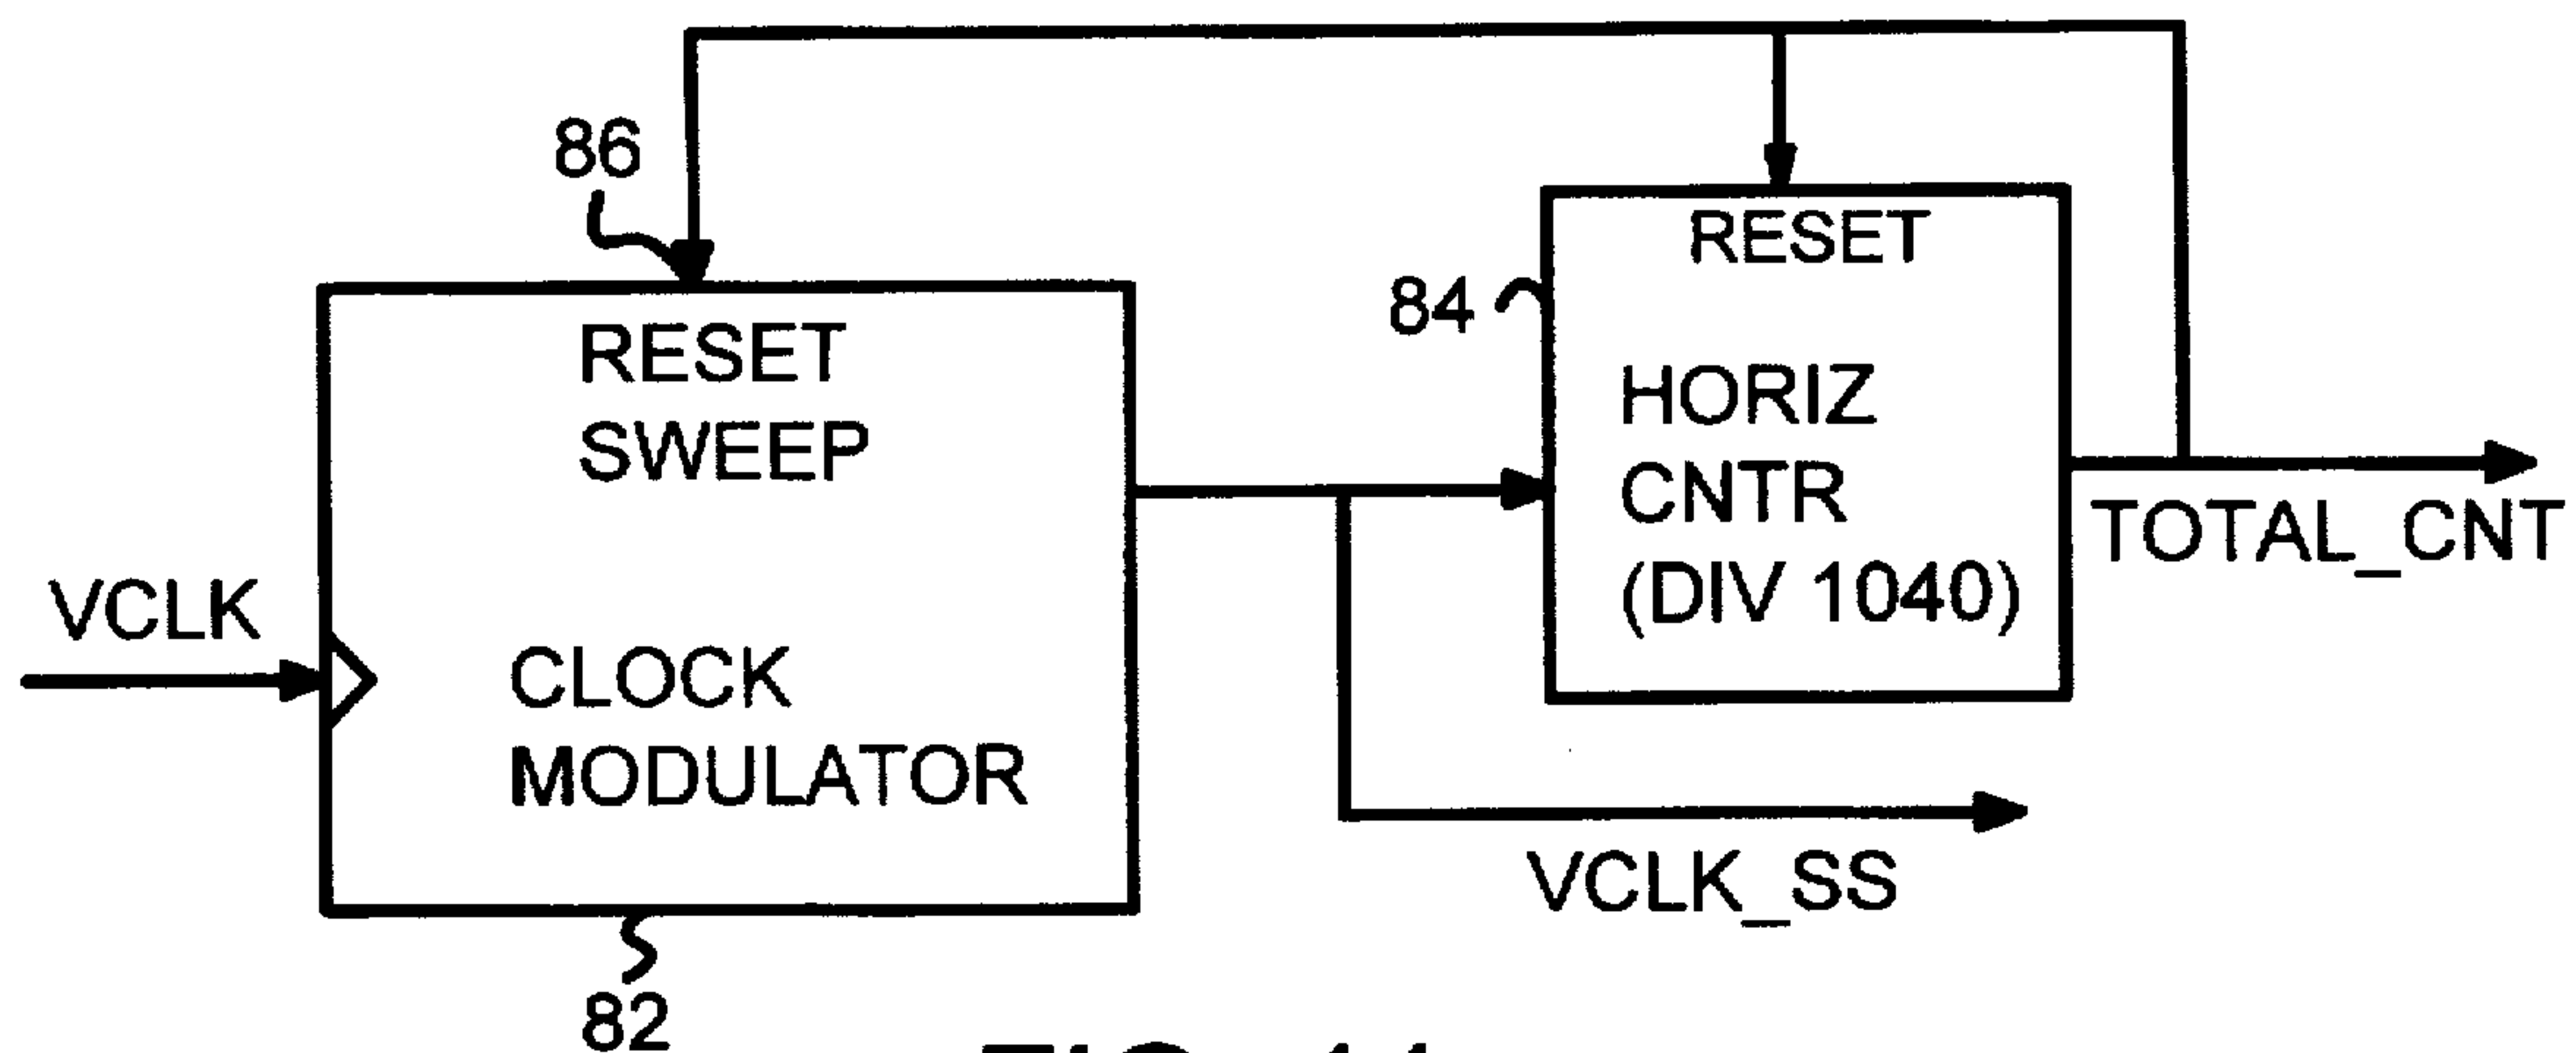 86
RESET
SWEEP
CLOCK
MODULATOR
VCLK
82
84
RESET
HORIZ
CNTR
(DIV 1040)
TOTAL_CNT
VCLK_SS